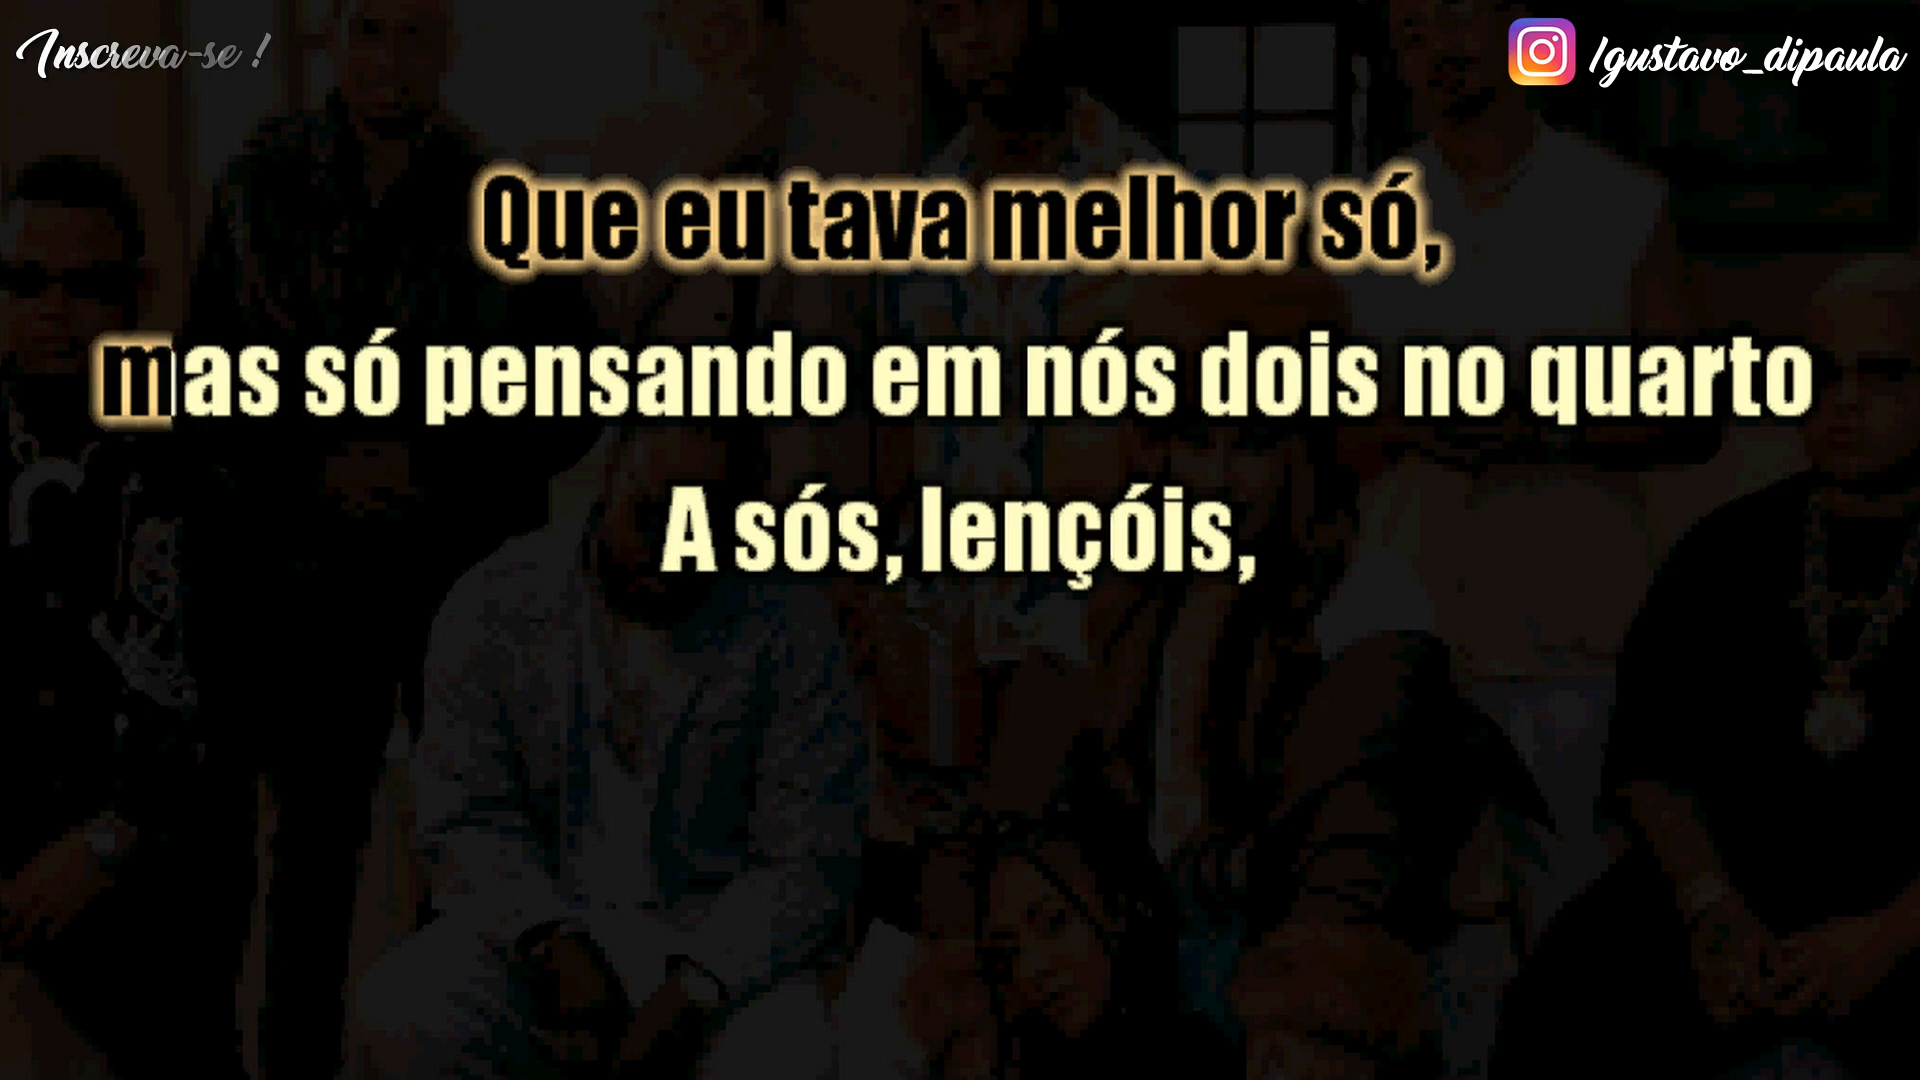 Inscreva-se !
/gustavo_dipaula
Que eu tava melhor só,
mas só pensando em nós dois no quarto
A sós, lençóis,